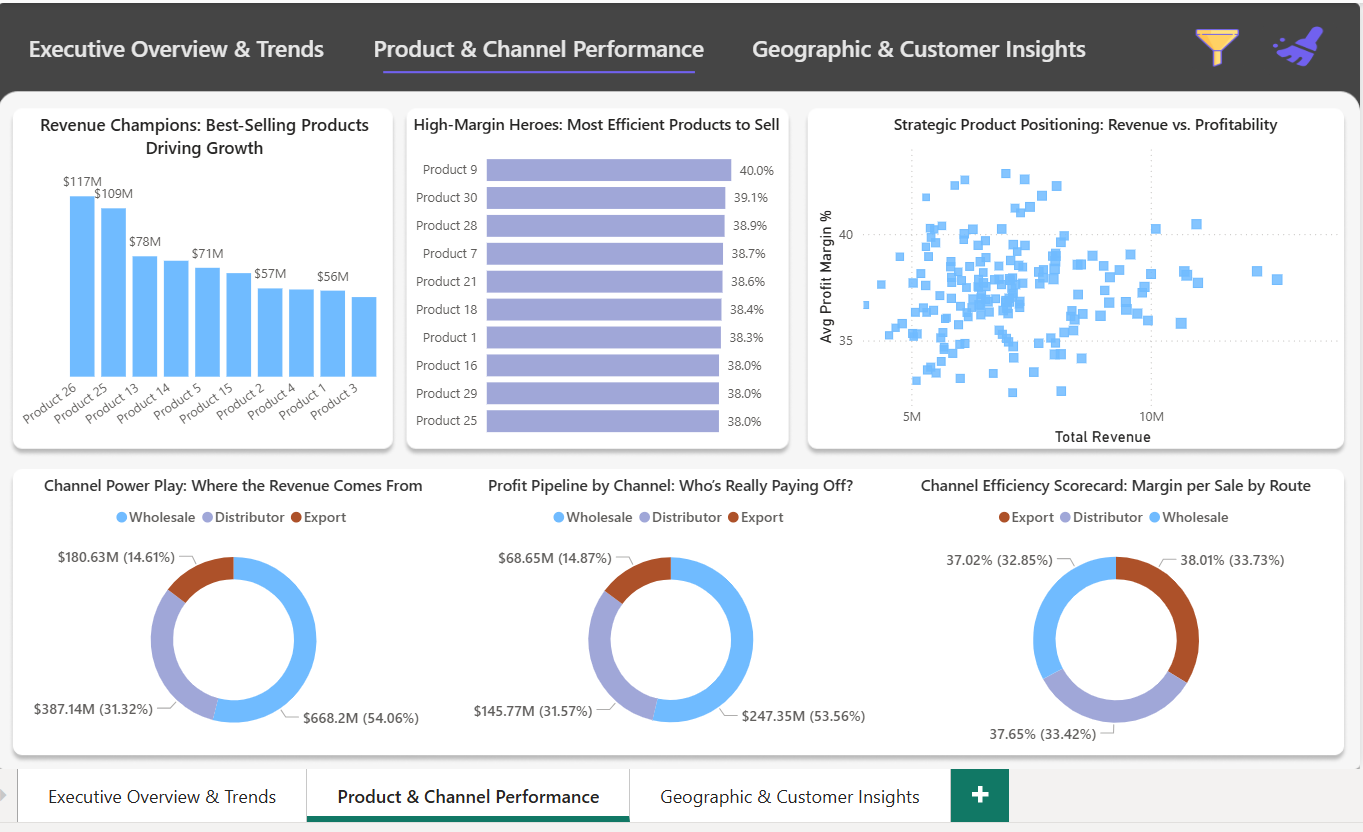 Executive Overview & Trends
Product & Channel Performance
Geographic & Customer Insights
Revenue Champions: Best-Selling Products
Driving Growth
$117M
$109M
$78M
$71M
$57M
$56M
Product 26
Product 25
Product 13
Product 14
Product 5
Product 15
Product 2
Product 4
Product 1
Product 3
High-Margin Heroes: Most Efficient Products to Sell
Product 9 40.0%
Product 30 39.1%
Product 28 38.9%
Product 7 38.7%
Product 21 38.6%
Product 18 38.4%
Product 1 38.3%
Product 16 38.0%
Product 29 38.0%
Product 25 38.0%
Strategic Product Positioning: Revenue vs. Profitability
Avg Profit Margin %
40
35
5M
10M
Total Revenue
Channel Power Play: Where the Revenue Comes From
Wholesale Distributor Export
$180.63M (14.61%)
$387.14M (31.32%)
$668.2M (54.06%)
Profit Pipeline by Channel: Who’s Really Paying Off?
Wholesale Distributor Export
$68.65M (14.87%)
$145.77M (31.57%)
$247.35M (53.56%)
Channel Efficiency Scorecard: Margin per Sale by Route
Export Distributor Wholesale
37.02% (32.85%)
38.01% (33.73%)
37.65% (33.42%)
Executive Overview & Trends
Product & Channel Performance
Geographic & Customer Insights
+